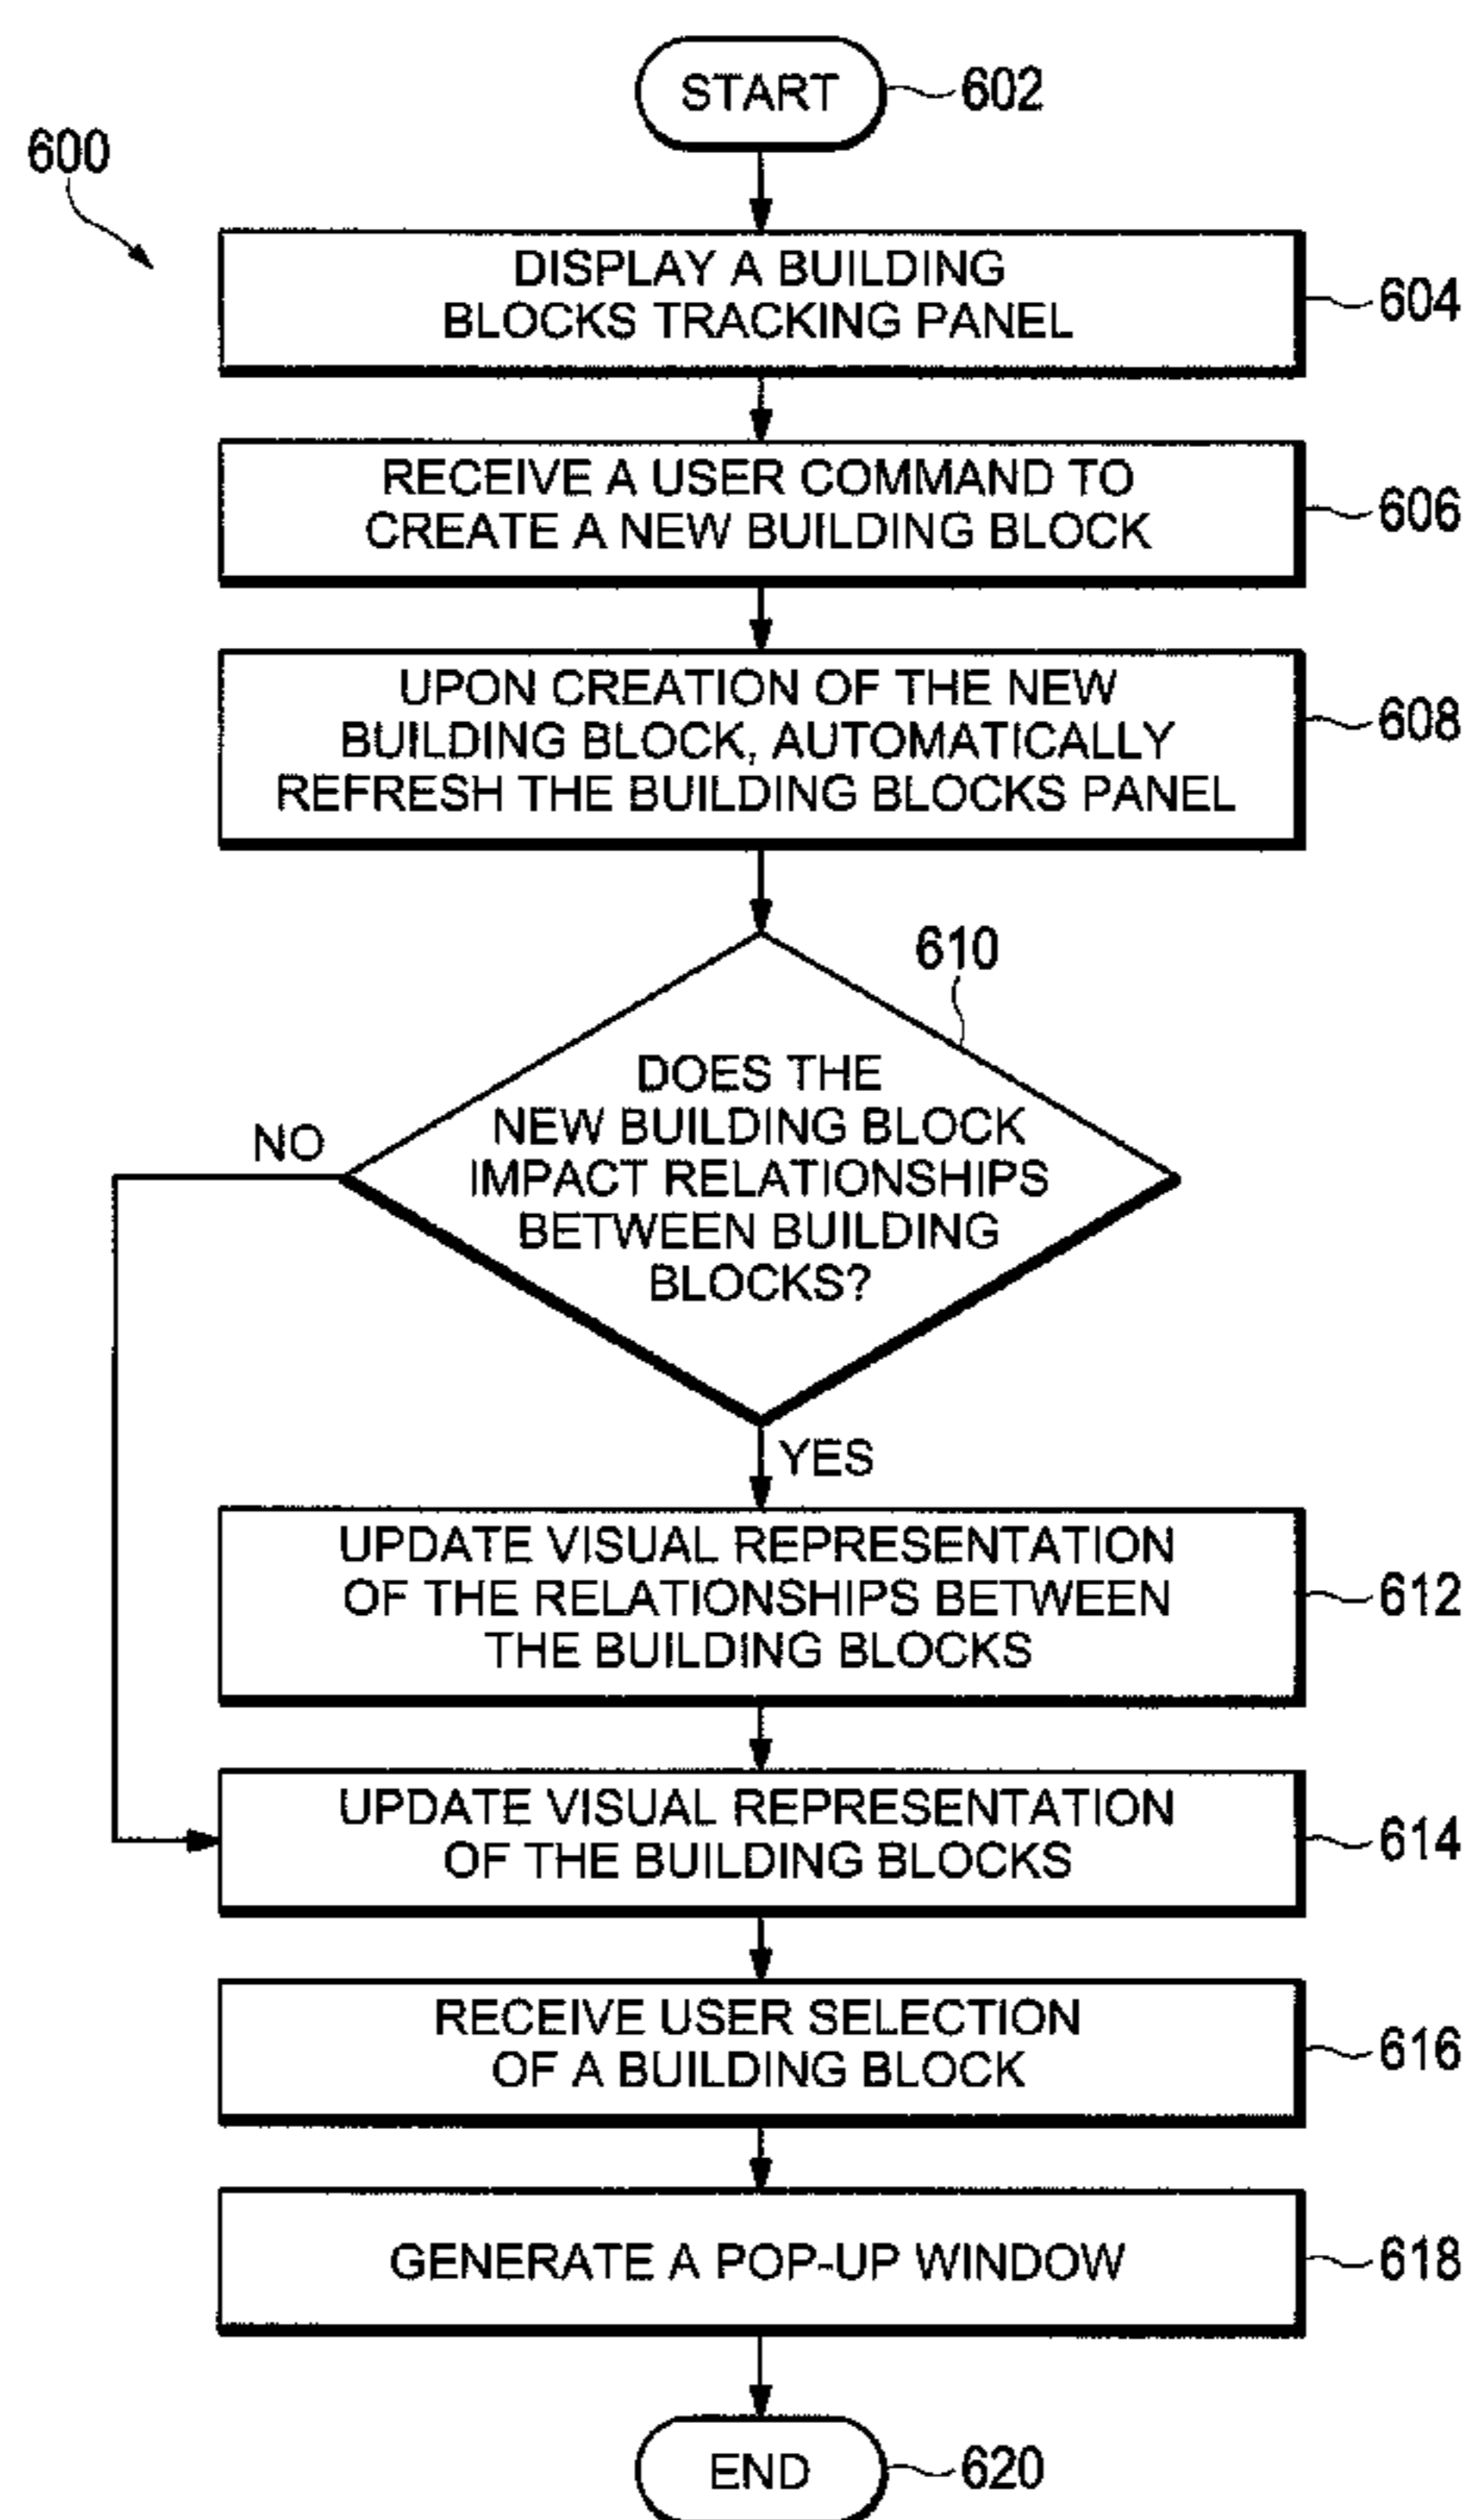 START
602
600
DISPLAY A BUILDING
BLOCKS TRACKING PANEL
604
RECEIVE A USER COMMAND TO
CREATE A NEW BUILDING BLOCK
606
UPON CREATION OF THE NEW
BUILDING BLOCK, AUTOMATICALLY
REFRESH THE BUILDING BLOCKS PANEL
608
610
DOES THE
NEW BUILDING BLOCK
IMPACT RELATIONSHIPS
BETWEEN BUILDING
BLOCKS?
NO
YES
UPDATE VISUAL REPRESENTATION
OF THE RELATIONSHIPS BETWEEN
THE BUILDING BLOCKS
612
UPDATE VISUAL REPRESENTATION
OF THE BUILDING BLOCKS
614
RECEIVE USER SELECTION
OF A BUILDING BLOCK
616
GENERATE A POP-UP WINDOW
618
END
620